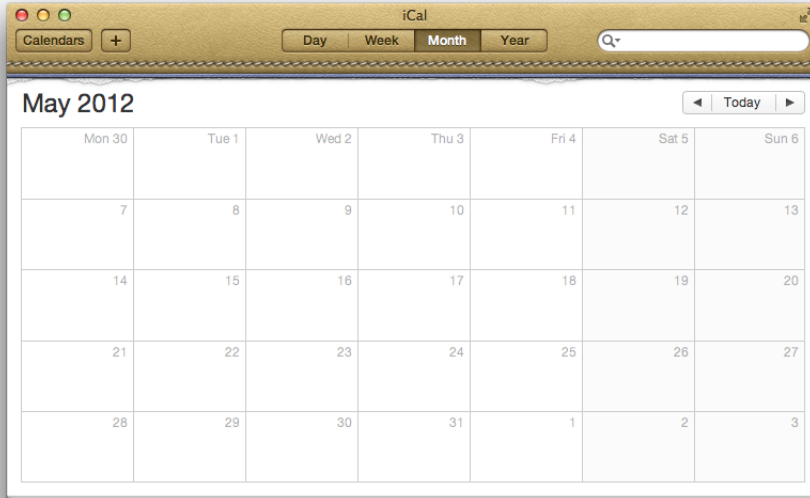 iCal
Calendars + Day Week Month Year
May 2012 Today
Mon 30 Tue 1 Wed 2 Thu 3 Fri 4 Sat 5 Sun 6
7 8 9 10 11 12 13
14 15 16 17 18 19 20
21 22 23 24 25 26 27
28 29 30 31 1 2 3